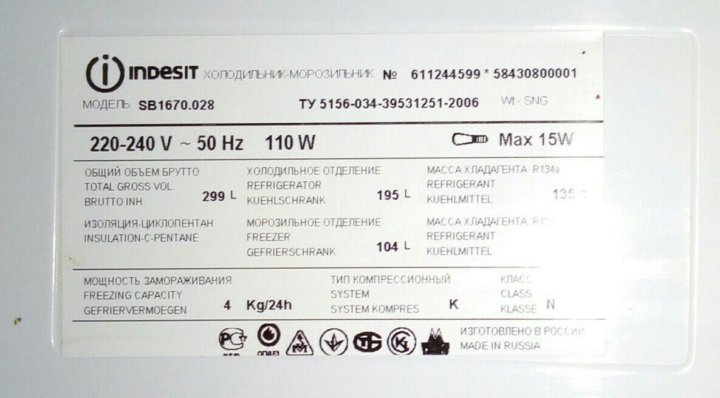 INDESIT ХОЛОДИЛЬНИК-МОРОЗИЛЬНИК № 611244599 * 58430800001
МОДЕЛЬ SB1670.028 ТУ 5156-034-39531251-2006 Wt - SNG
220-240 V ~ 50 Hz 110 W Max 15W
ОБЩИЙ ОБЪЕМ БРУТТО ХОЛОДИЛЬНОЕ ОТДЕЛЕНИЕ МАССА ХЛАДАГЕНТА R134a
TOTAL GROSS VOL REFRIGERATOR REFRIGERANT
BRUTTO INH. 299 L KUEHLSCHRANK 195 L KUEHLMITTEL 135
ИЗОЛЯЦИЯ-ЦИКЛОПЕНТАН МОРОЗИЛЬНОЕ ОТДЕЛЕНИЕ МАССА ХЛАДАГЕНТА
INSULATION-C-PENTANE FREEZER REFRIGERANT
GEFRIERSCHRANK 104 L KUEHLMITTEL
МОЩНОСТЬ ЗАМОРАЖИВАНИЯ ТИП КОМПРЕССИОННЫЙ КЛАСС
FREEZING CAPACITY SYSTEM CLASS
GEFRIERVERMOEGEN 4 Kg/24h SYSTEM KOMPRES K KLASSE N
ИЗГОТОВЛЕНО В РОССИИ
MADE IN RUSSIA